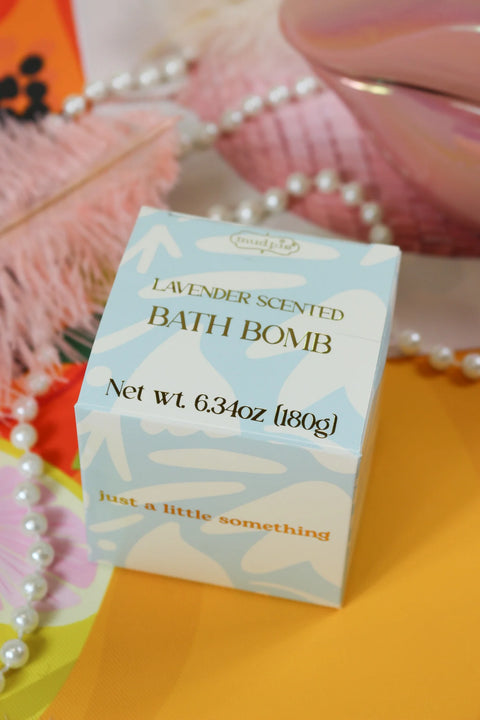 mudpie
LAVENDER SCENTED
BATH BOMB
Net wt. 6.34oz (180g)
just a little something